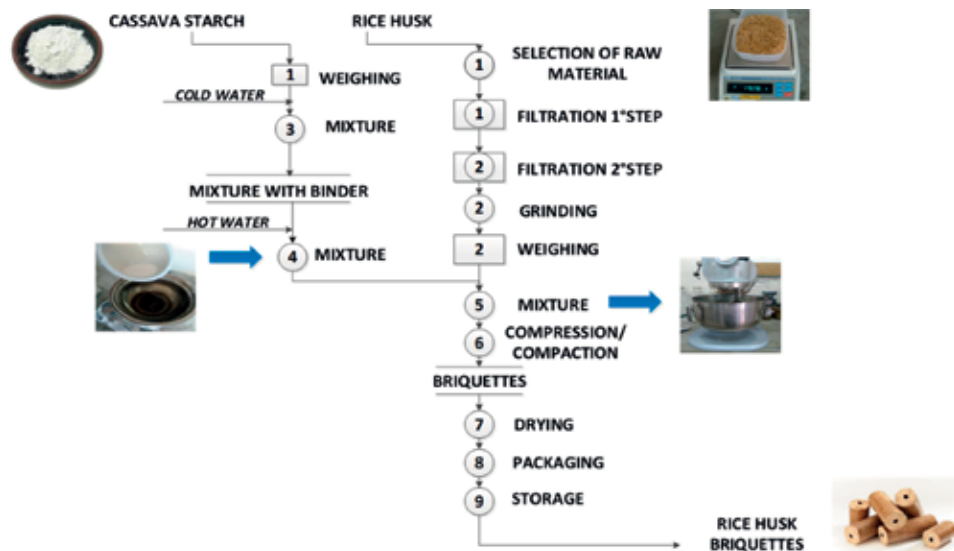 CASSAVA STARCH
RICE HUSK
1
WEIGHING
1
SELECTION OF RAW
MATERIAL
COLD WATER
3
MIXTURE
1
FILTRATION 1°STEP
2
FILTRATION 2°STEP
MIXTURE WITH BINDER
2
GRINDING
HOT WATER
4
MIXTURE
2
WEIGHING
5
MIXTURE
6
COMPRESSION/
COMPACTION
BRIQUETTES
7
DRYING
8
PACKAGING
9
STORAGE
RICE HUSK
BRIQUETTES